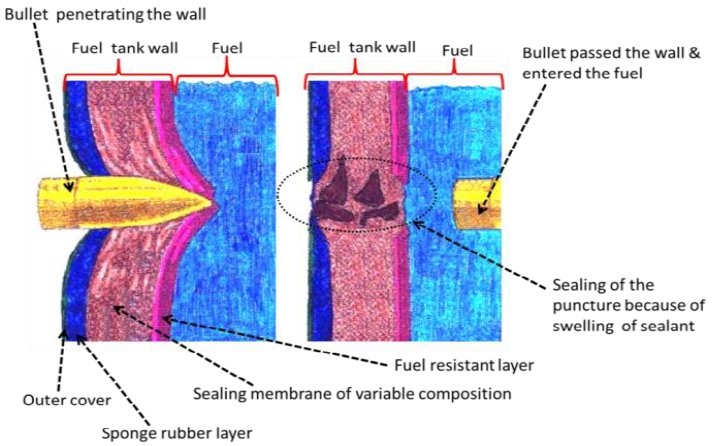 Bullet penetrating the wall
Fuel tank wall
Fuel
Fuel tank wall
Fuel
Bullet passed the wall &
entered the fuel
Sealing of the
puncture because of
swelling of sealant
Fuel resistant layer
Sealing membrane of variable composition
Outer cover
Sponge rubber layer